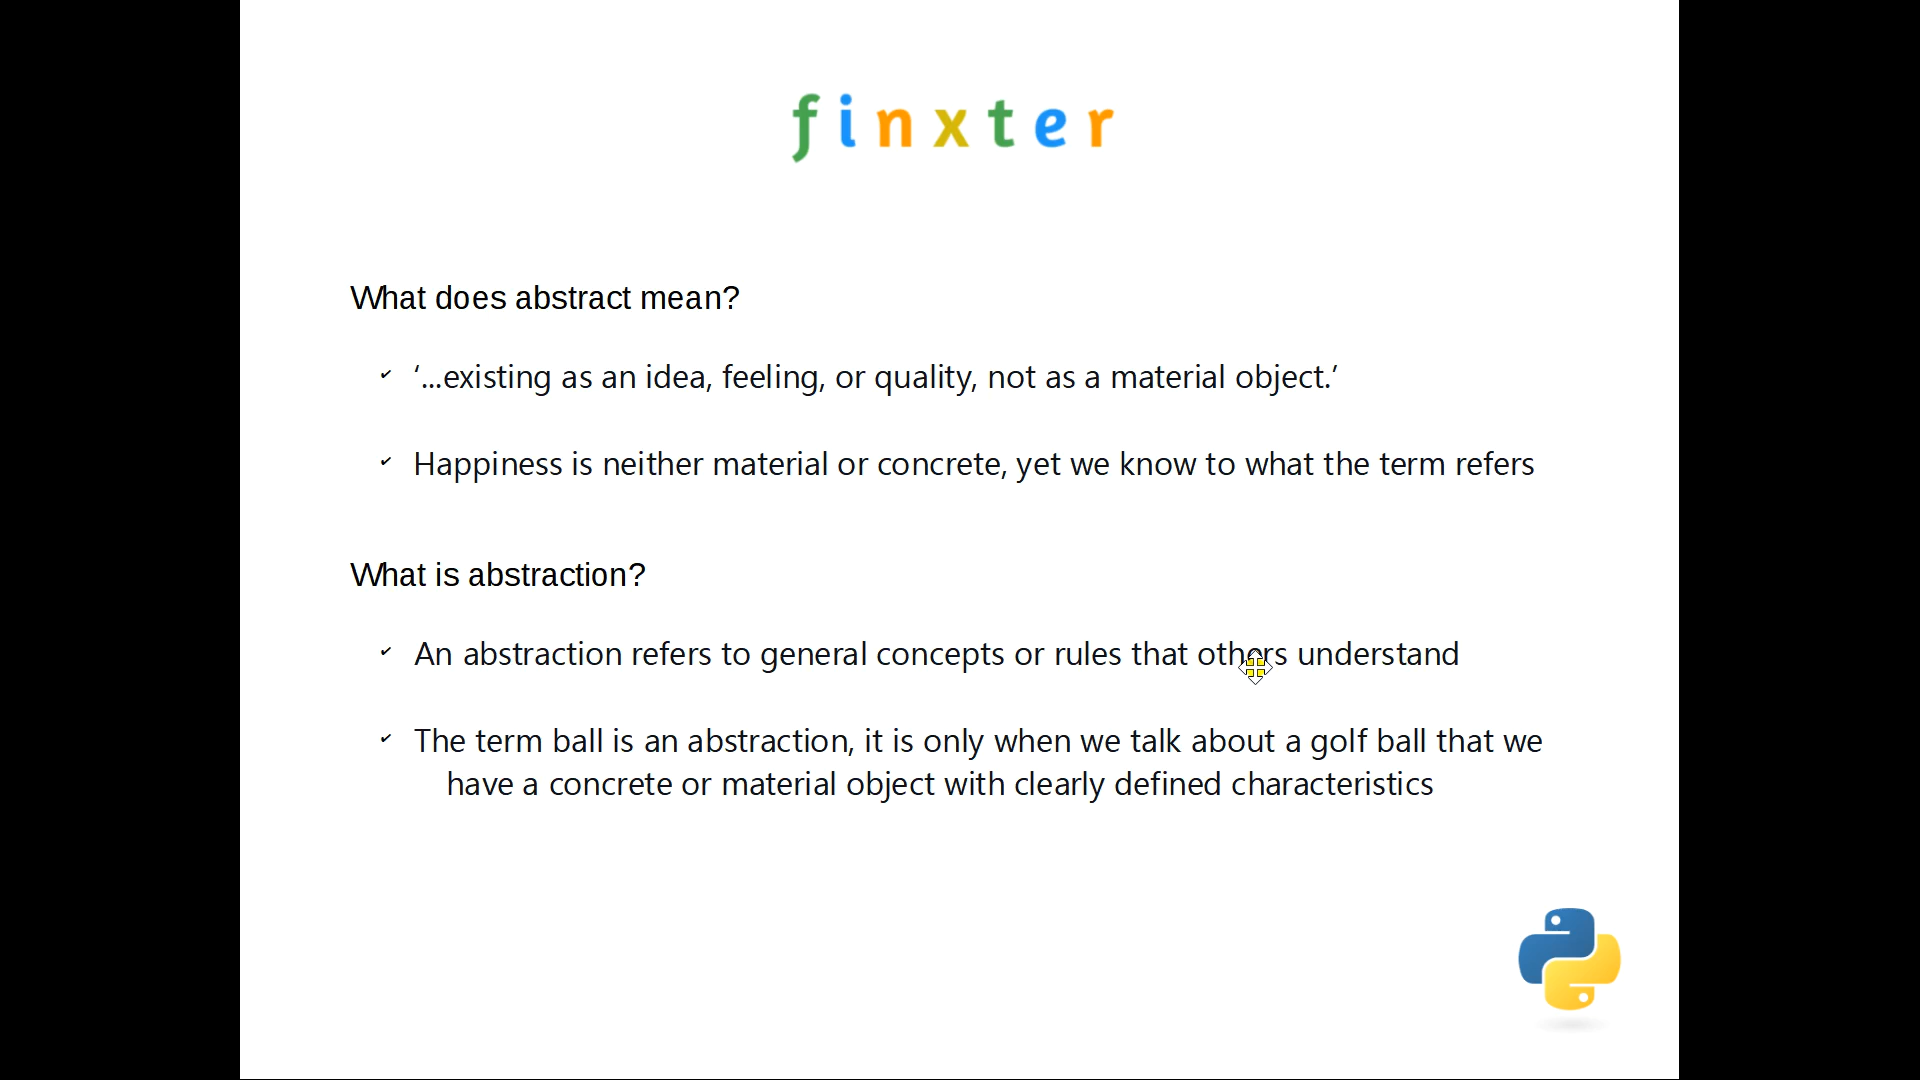 finxter
What does abstract mean?
‘...existing as an idea, feeling, or quality, not as a material object.’
Happiness is neither material or concrete, yet we know to what the term refers
What is abstraction?
An abstraction refers to general concepts or rules that others understand
The term ball is an abstraction, it is only when we talk about a golf ball that we
have a concrete or material object with clearly defined characteristics